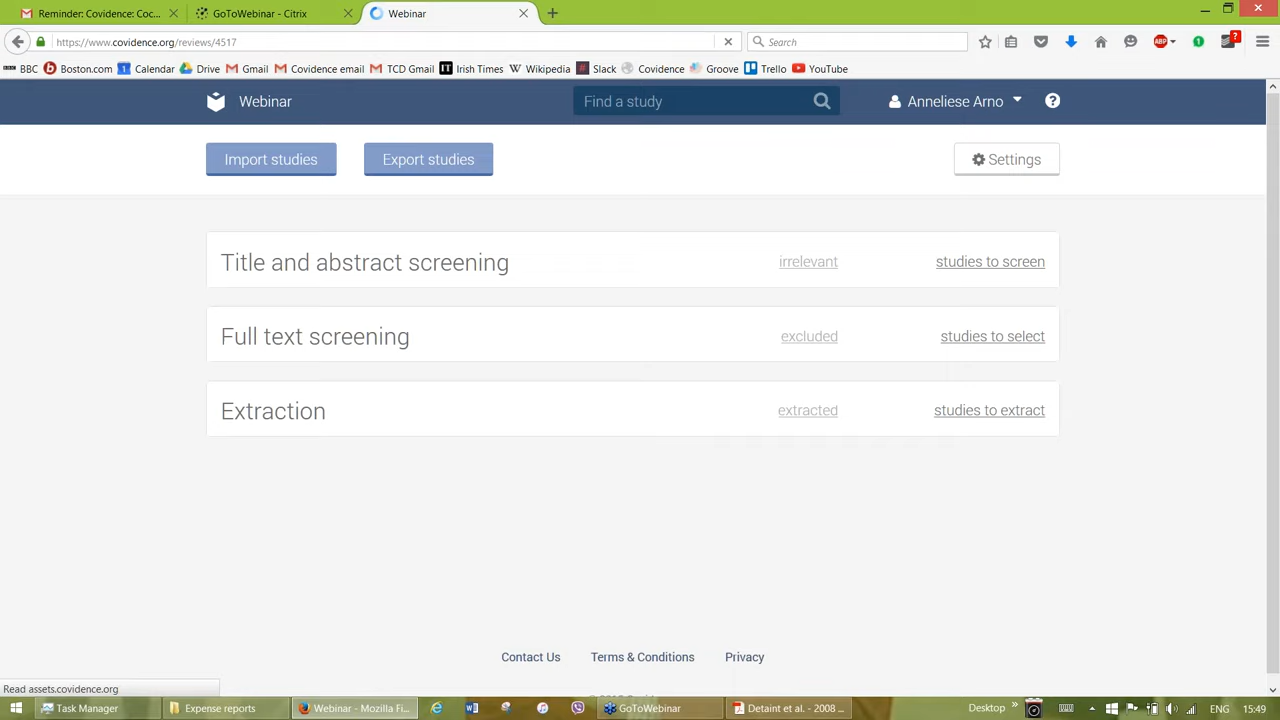 Reminder: Covidence: Coc...
GoToWebinar - Citrix
Webinar
https://www.covidence.org/reviews/4517
Search
ABP
1
?
BBC
Boston.com
1 Calendar
Drive
Gmail
Covidence email
TCD Gmail
IT Irish Times
W Wikipedia
Slack
Covidence
Groove
Trello
YouTube
Webinar
Find a study
Anneliese Arno
?
Import studies
Export studies
Settings
Title and abstract screening
irrelevant
studies to screen
Full text screening
excluded
studies to select
Extraction
extracted
studies to extract
Contact Us
Terms & Conditions
Privacy
Read assets.covidence.org
Task Manager
Expense reports
Webinar - Mozilla Fi...
GoToWebinar
Detaint et al. - 2008 ...
Desktop
ENG
15:49